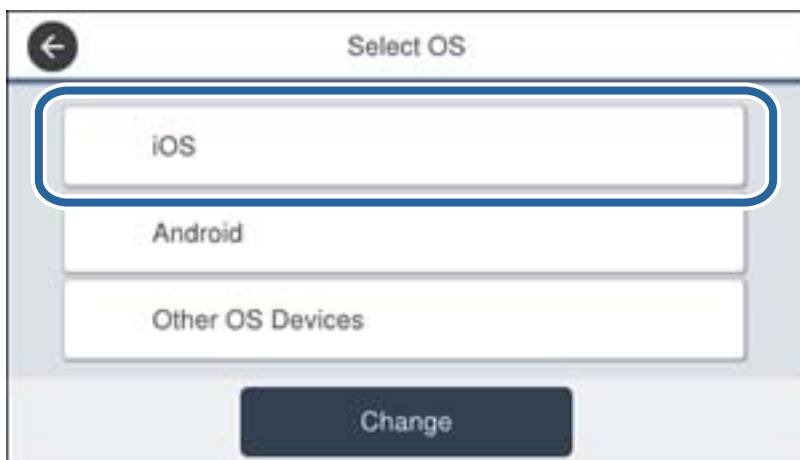 Select OS
iOS
Android
Other OS Devices
Change